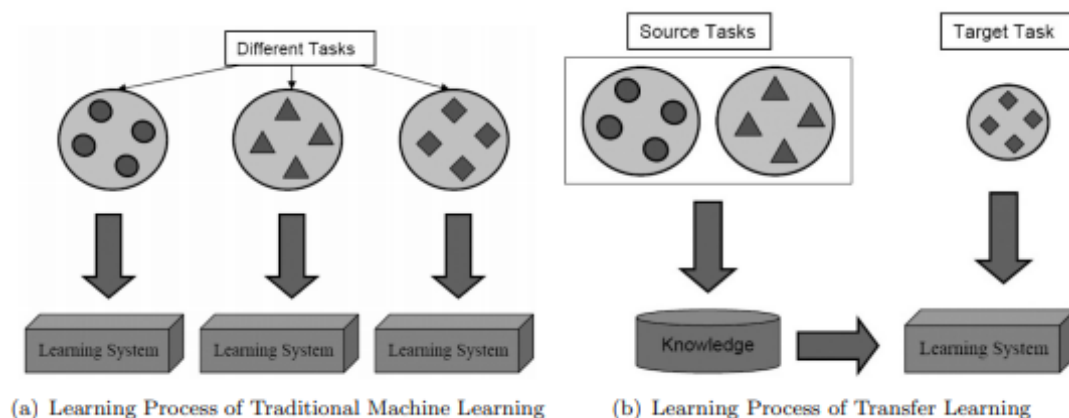 Different Tasks
Learning System
Learning System
Learning System
(a) Learning Process of Traditional Machine Learning
Source Tasks
Target Task
Knowledge
Learning System
(b) Learning Process of Transfer Learning